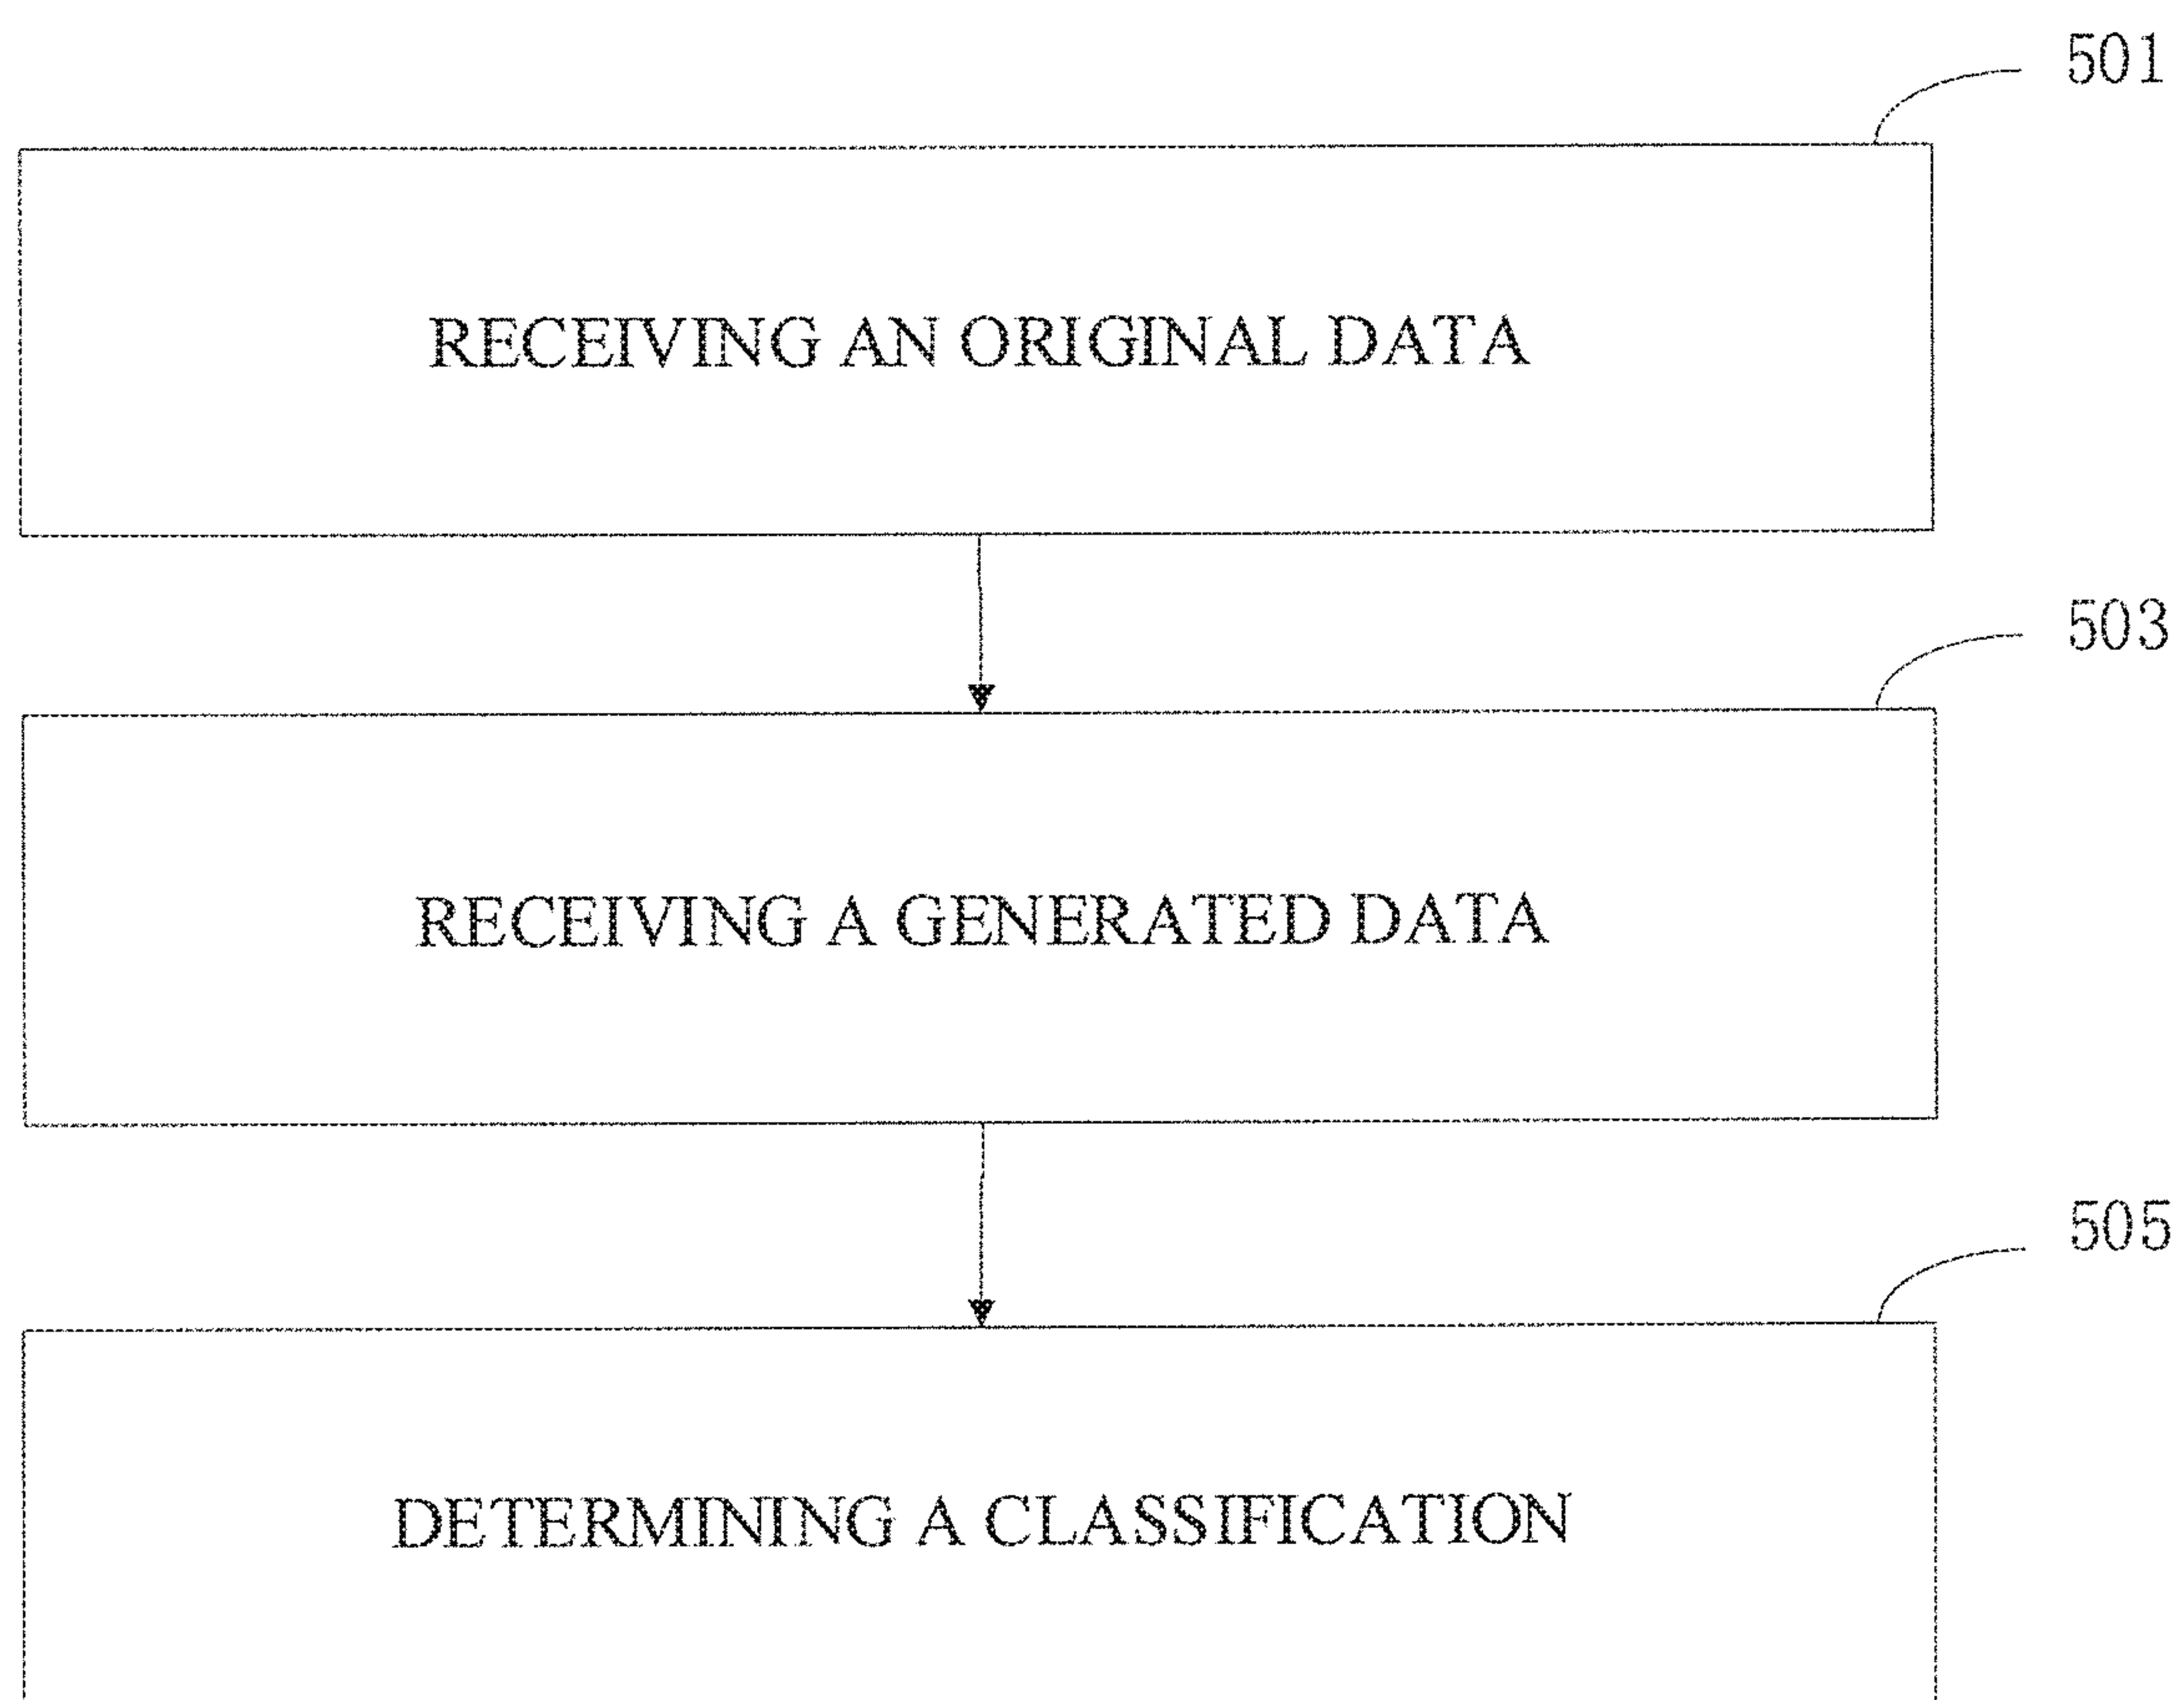 501
RECEIVING AN ORIGINAL DATA
503
RECEIVING A GENERATED DATA
505
DETERMINING A CLASSIFICATION